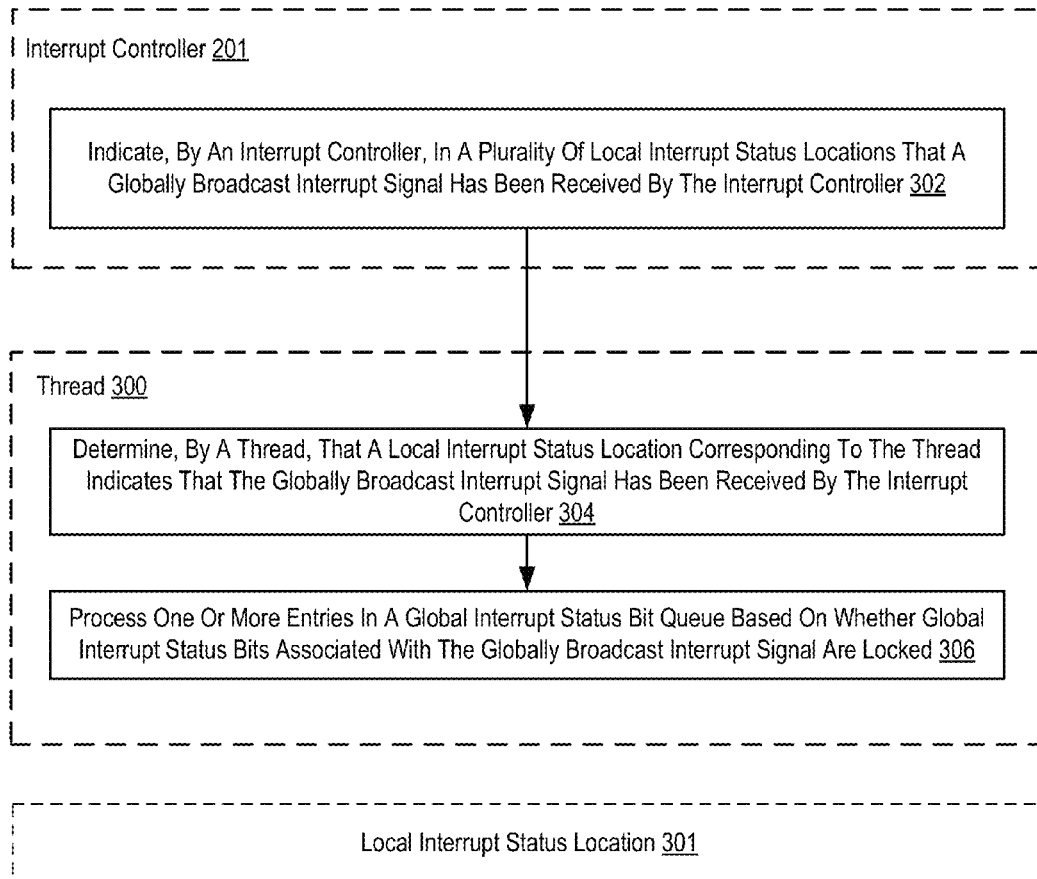 Interrupt Controller 201
Indicate, By An Interrupt Controller, In A Plurality Of Local Interrupt Status Locations That A
Globally Broadcast Interrupt Signal Has Been Received By The Interrupt Controller 302
Thread 300
Determine, By A Thread, That A Local Interrupt Status Location Corresponding To The Thread
Indicates That The Globally Broadcast Interrupt Signal Has Been Received By The Interrupt
Controller 304
Process One Or More Entries In A Global Interrupt Status Bit Queue Based On Whether Global
Interrupt Status Bits Associated With The Globally Broadcast Interrupt Signal Are Locked 306
Local Interrupt Status Location 301